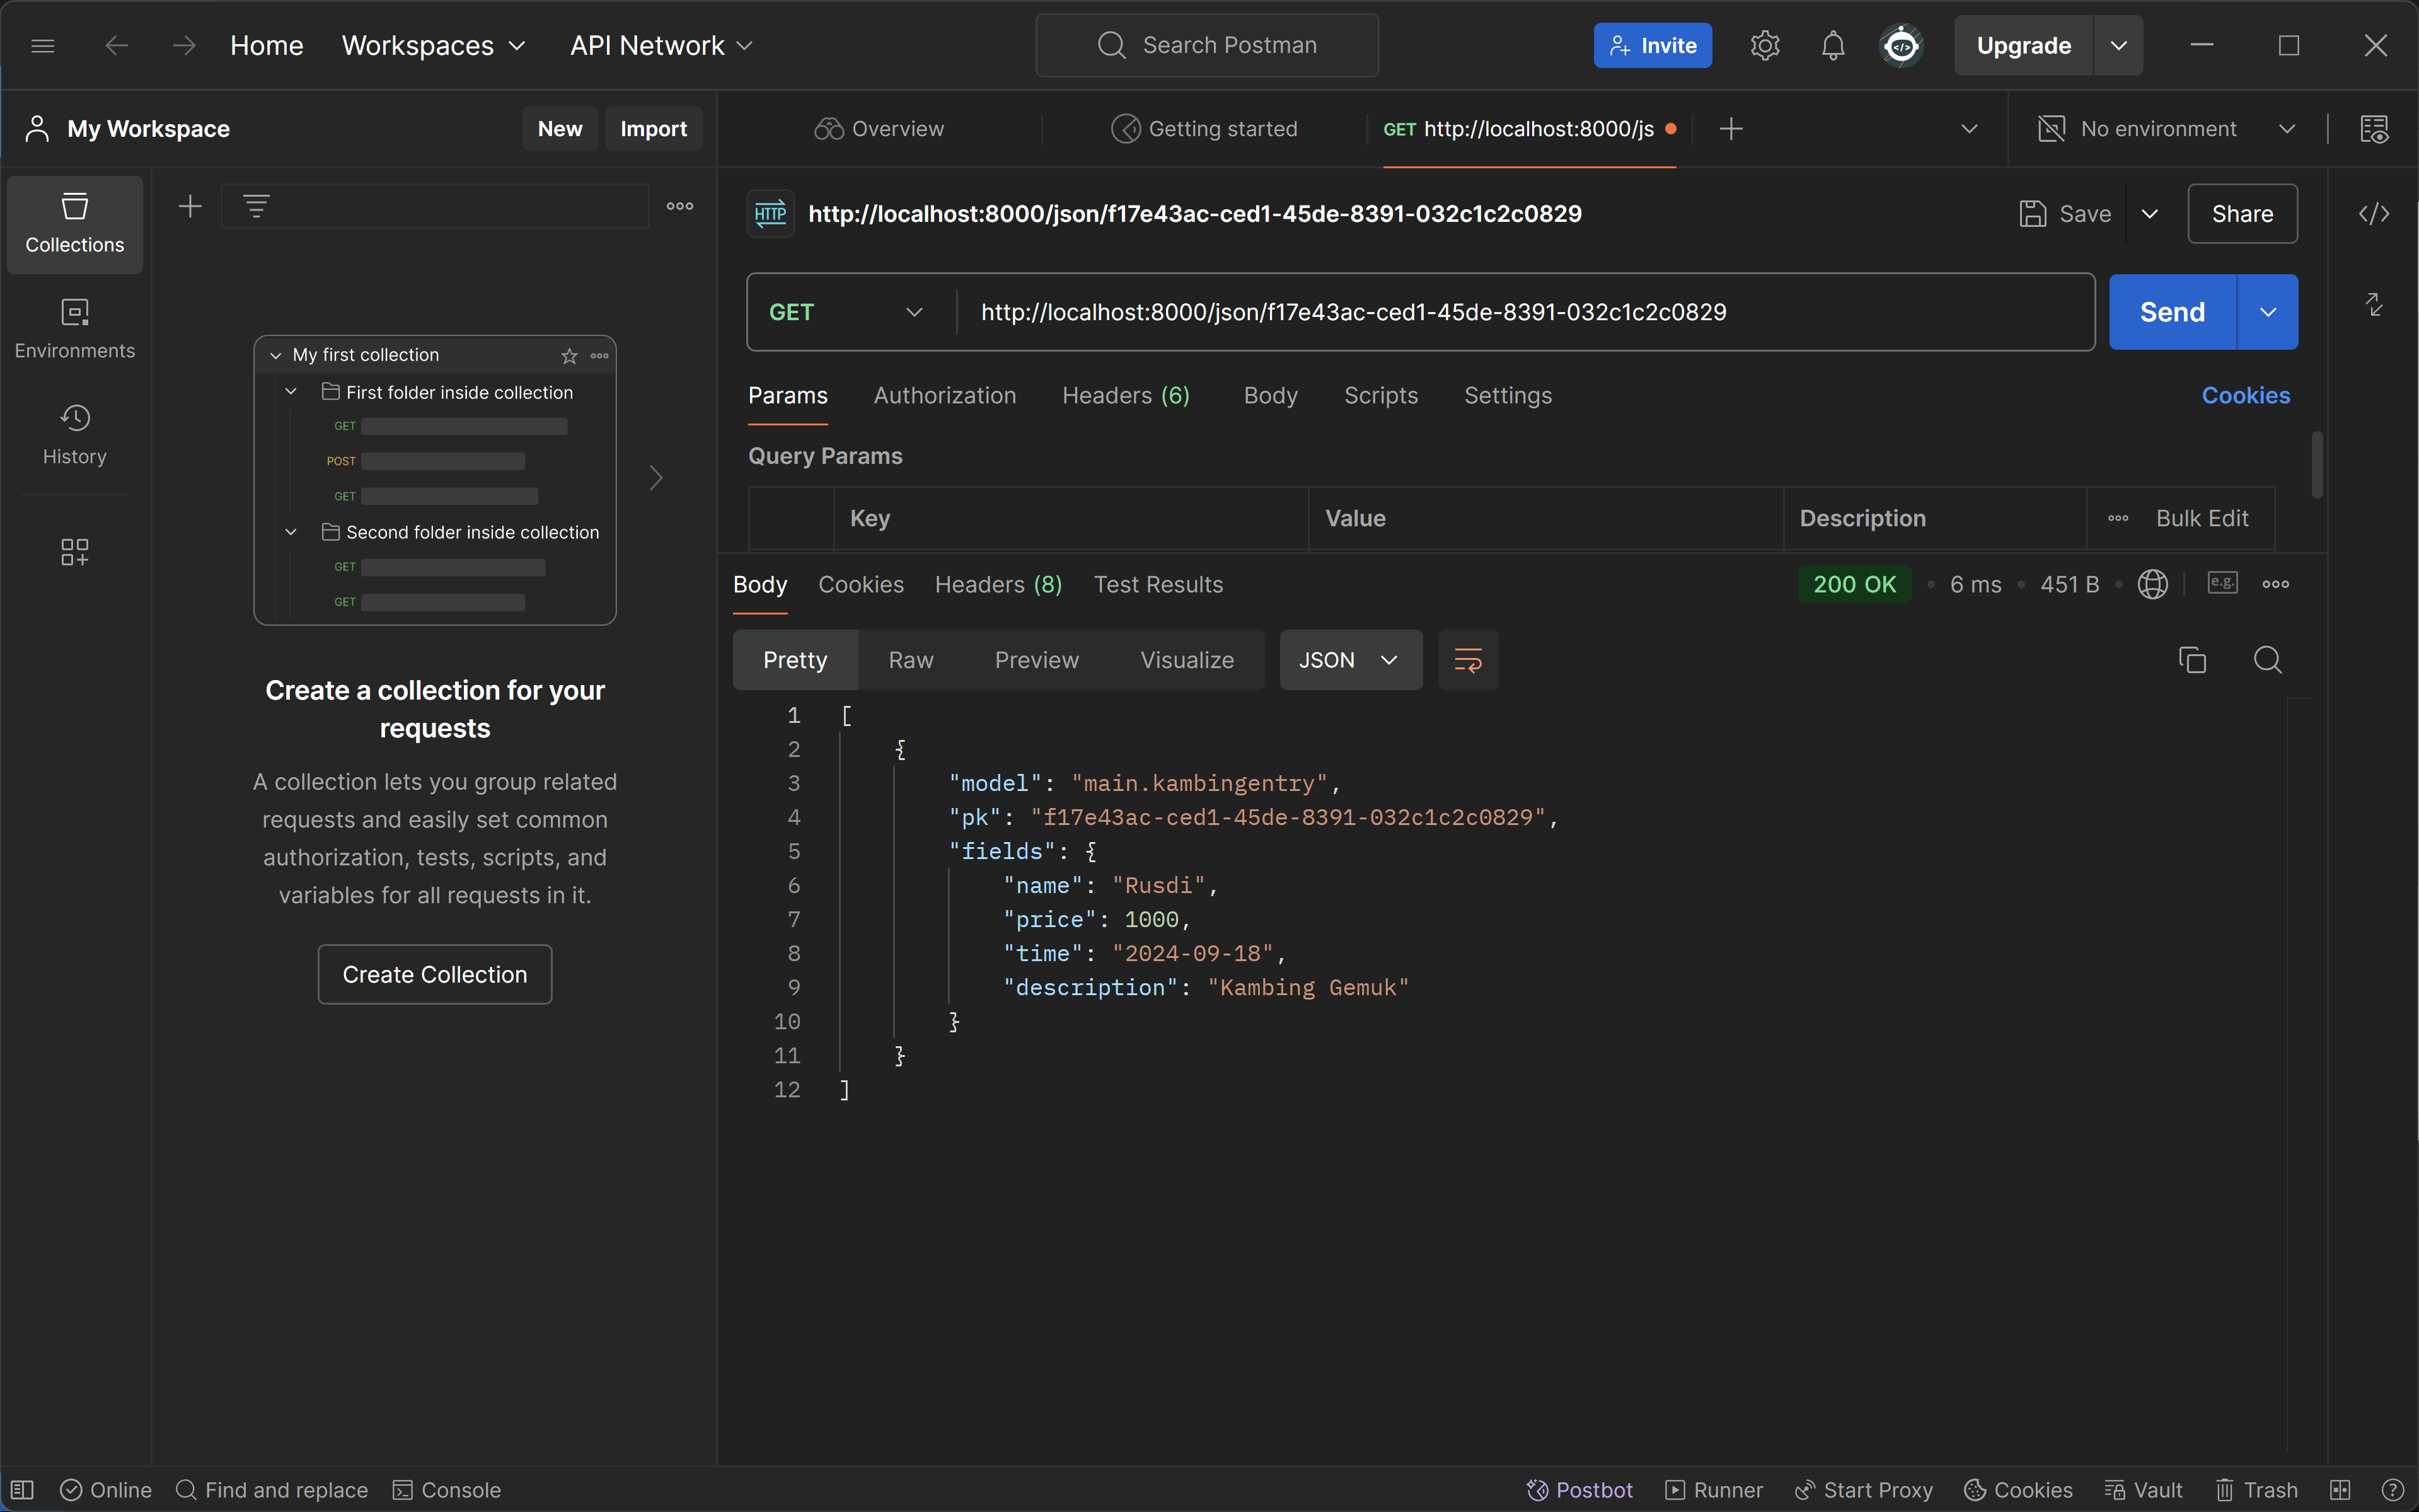 Home Workspaces API Network Search Postman Invite Upgrade
My Workspace New Import Overview Getting started GET http://localhost:8000/js No environment
Collections
Environments
History
My first collection
First folder inside collection
GET
POST
GET
Second folder inside collection
GET
GET
Create a collection for your
requests
A collection lets you group related
requests and easily set common
authorization, tests, scripts, and
variables for all requests in it.
Create Collection
HTTP http://localhost:8000/json/f17e43ac-ced1-45de-8391-032c1c2c0829 Save Share
GET http://localhost:8000/json/f17e43ac-ced1-45de-8391-032c1c2c0829 Send
Params Authorization Headers (6) Body Scripts Settings Cookies
Query Params
Key Value Description Bulk Edit
Body Cookies Headers (8) Test Results 200 OK • 6 ms • 451 B • e.g.
Pretty Raw Preview Visualize JSON
1 [
2 {
3 "model": "main.kambingentry",
4 "pk": "f17e43ac-ced1-45de-8391-032c1c2c0829",
5 "fields": {
6 "name": "Rusdi",
7 "price": 1000,
8 "time": "2024-09-18",
9 "description": "Kambing Gemuk"
10 }
11 }
12 ]
Online Find and replace Console Postbot Runner Start Proxy Cookies Vault Trash